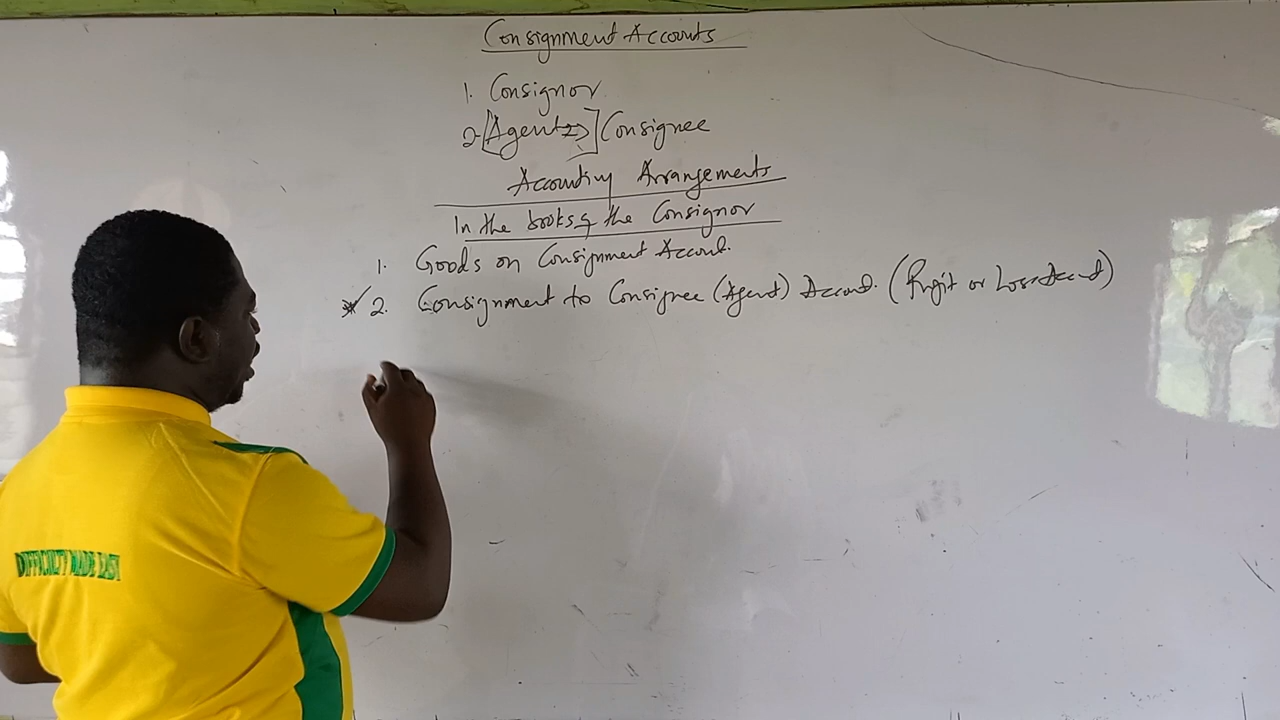 Consignment Accounts
1. Consignor
2. [Agent=>] Consignee
Accounting Arrangements
In the books of the Consignor
1. Goods on Consignment Account.
2. Consignment to Consignee (Agent) Account. (Profit or Loss Account)
DIFFICULTY MADE EASY